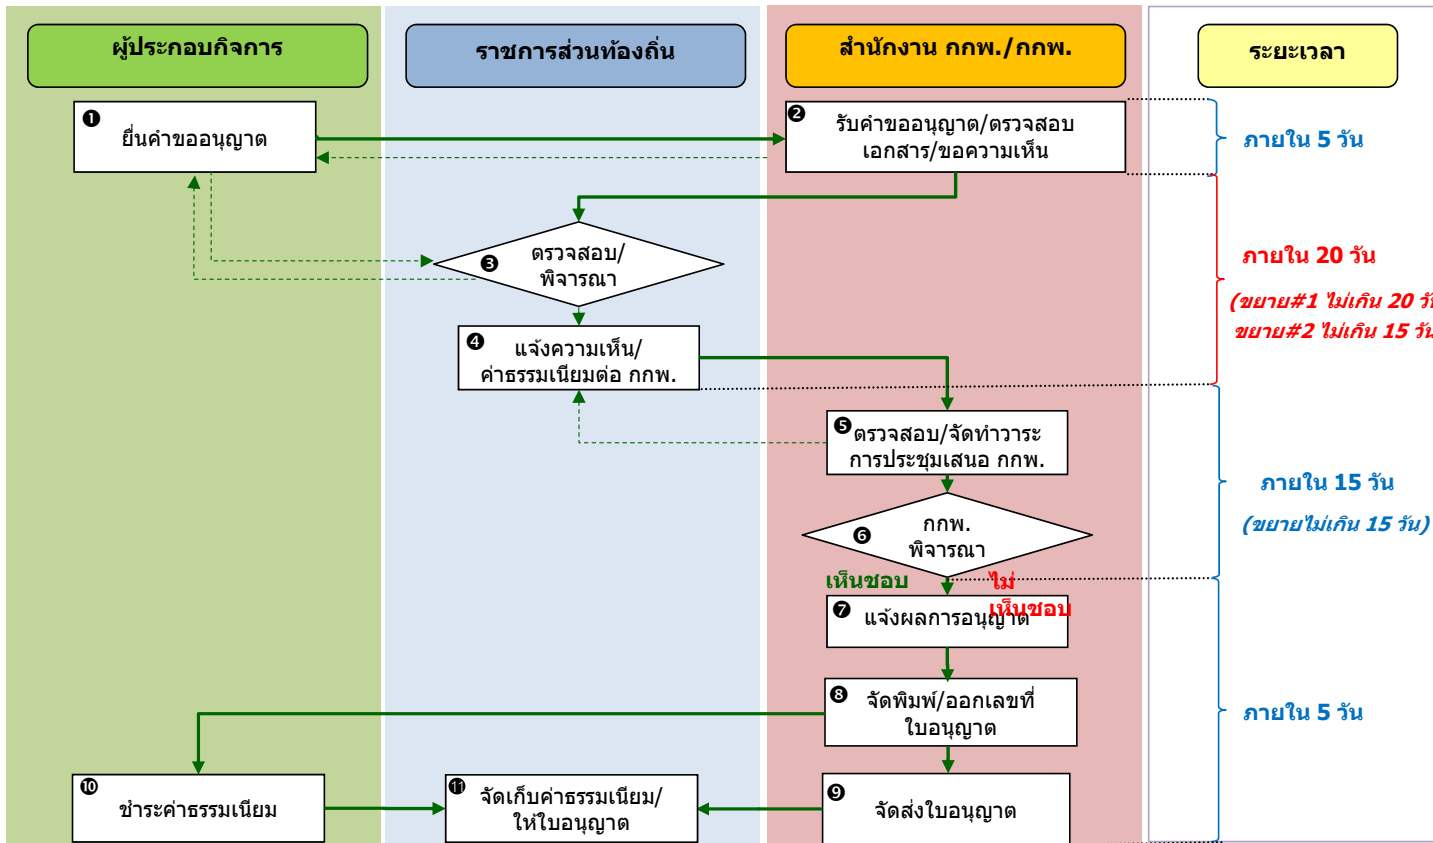 ผู้ประกอบกิจการ
ราชการส่วนท้องถิ่น
สำนักงาน กกพ./กกพ.
ระยะเวลา
❶
ยื่นคำขออนุญาต
❷
รับคำขออนุญาต/ตรวจสอบ
เอกสาร/ขอความเห็น
ภายใน 5 วัน
❸
ตรวจสอบ/
พิจารณา
ภายใน 20 วัน
(ขยาย#1 ไม่เกิน 20
ขยาย#2 ไม่เกิน 15 วัน
❹
แจ้งความเห็น/
ค่าธรรมเนียมต่อ กกพ.
❺
ตรวจสอบ/จัดทำวาระ
การประชุมเสนอ กกพ.
ภายใน 15 วัน
(ขยายไม่เกิน 15 วัน)
❻
กกพ.
พิจารณา
เห็นชอบ
ไม่
เห็นชอบ
❼
แจ้งผลการอนุญาต
❽
จัดพิมพ์/ออกเลขที่
ใบอนุญาต
ภายใน 5 วัน
❿
ชำระค่าธรรมเนียม
⓫
จัดเก็บค่าธรรมเนียม/
ให้ใบอนุญาต
❾
จัดส่งใบอนุญาต